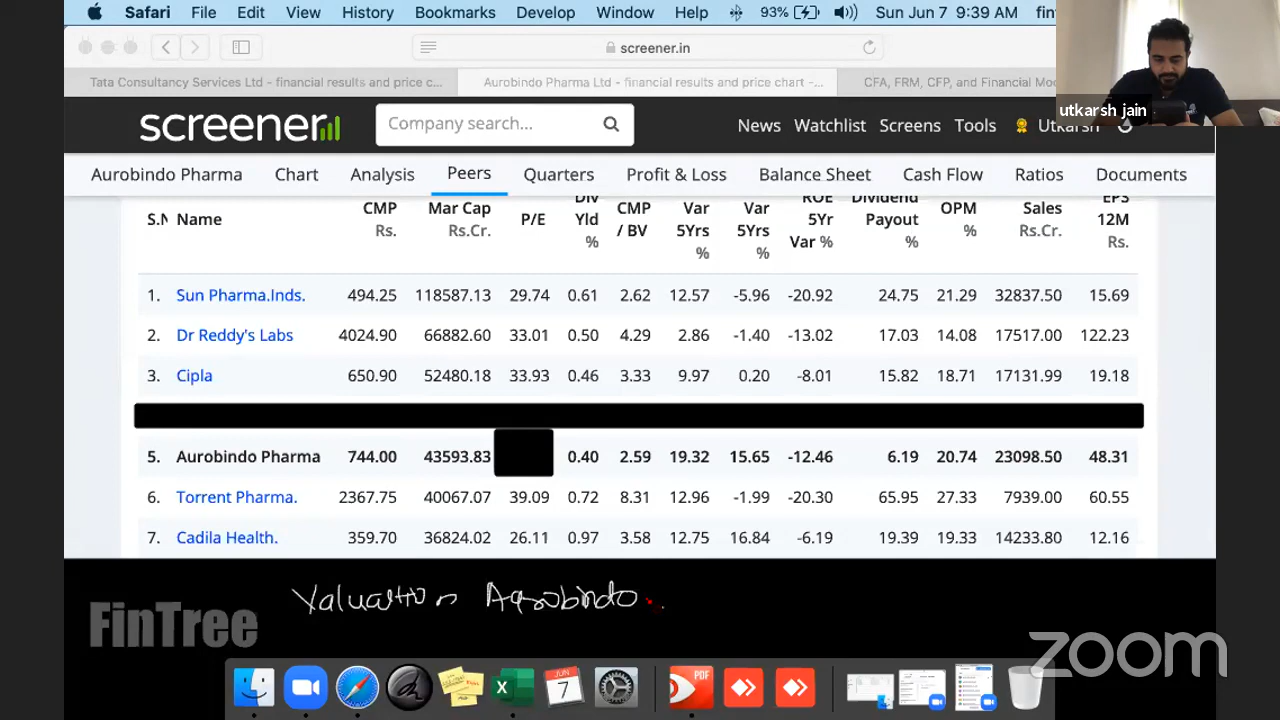 Safari File Edit View History Bookmarks Develop Window Help 93% Sun Jun 7 9:39 AM fin
screener.in
Tata Consultancy Services Ltd - financial results and price c... Aurobindo Pharma Ltd - financial results and price chart -... CFA, FRM, CFP, and Financial Mo
utkarsh jain
screener Company search... News Watchlist Screens Tools Utkarsh
Aurobindo Pharma Chart Analysis Peers Quarters Profit & Loss Balance Sheet Cash Flow Ratios Documents
S.N Name CMP Rs. Mar Cap Rs.Cr. P/E Div Yld % CMP / BV Var 5Yrs % Var 5Yrs % ROE 5Yr Var % Dividend Payout % OPM % Sales Rs.Cr. EPS 12M Rs.
1. Sun Pharma.Inds. 494.25 118587.13 29.74 0.61 2.62 12.57 -5.96 -20.92 24.75 21.29 32837.50 15.69
2. Dr Reddy's Labs 4024.90 66882.60 33.01 0.50 4.29 2.86 -1.40 -13.02 17.03 14.08 17517.00 122.23
3. Cipla 650.90 52480.18 33.93 0.46 3.33 9.97 0.20 -8.01 15.82 18.71 17131.99 19.18
5. Aurobindo Pharma 744.00 43593.83 0.40 2.59 19.32 15.65 -12.46 6.19 20.74 23098.50 48.31
6. Torrent Pharma. 2367.75 40067.07 39.09 0.72 8.31 12.96 -1.99 -20.30 65.95 27.33 7939.00 60.55
7. Cadila Health. 359.70 36824.02 26.11 0.97 3.58 12.75 16.84 -6.19 19.39 19.33 14233.80 12.16
Valuation Aurobindo
FinTree
zoom
JUN
7
PDF